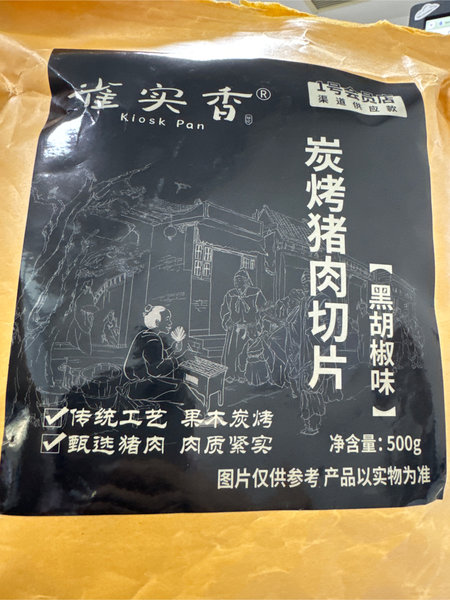 雀实香®
Kiosk Pan
1号会员店
渠道供应款
炭烤猪肉切片
【黑胡椒味】
传统工艺 果木炭烤
甄选猪肉 肉质紧实
净含量：500g
图片仅供参考 产品以实物为准